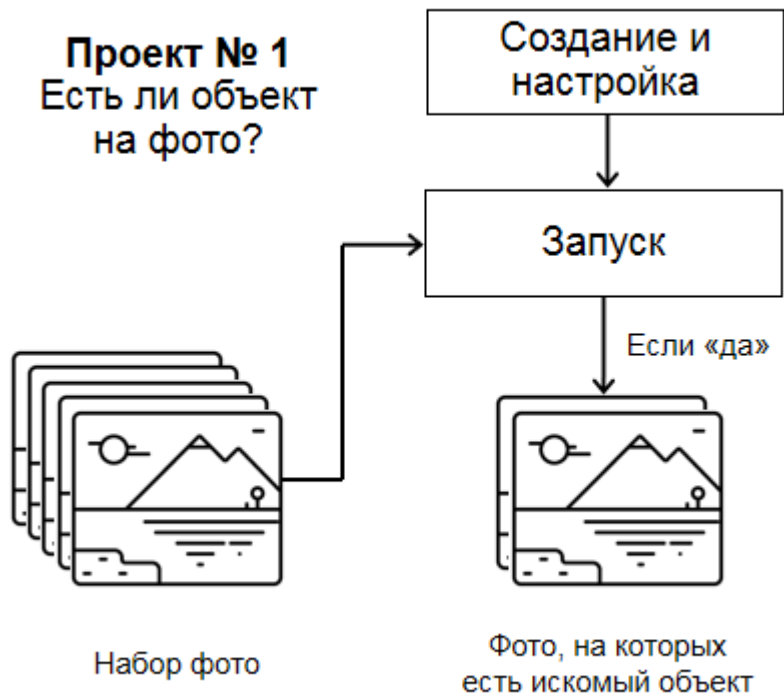 Проект № 1
Есть ли объект
на фото?
Создание и
настройка
Запуск
Если «да»
Набор фото
Фото, на которых
есть искомый объект